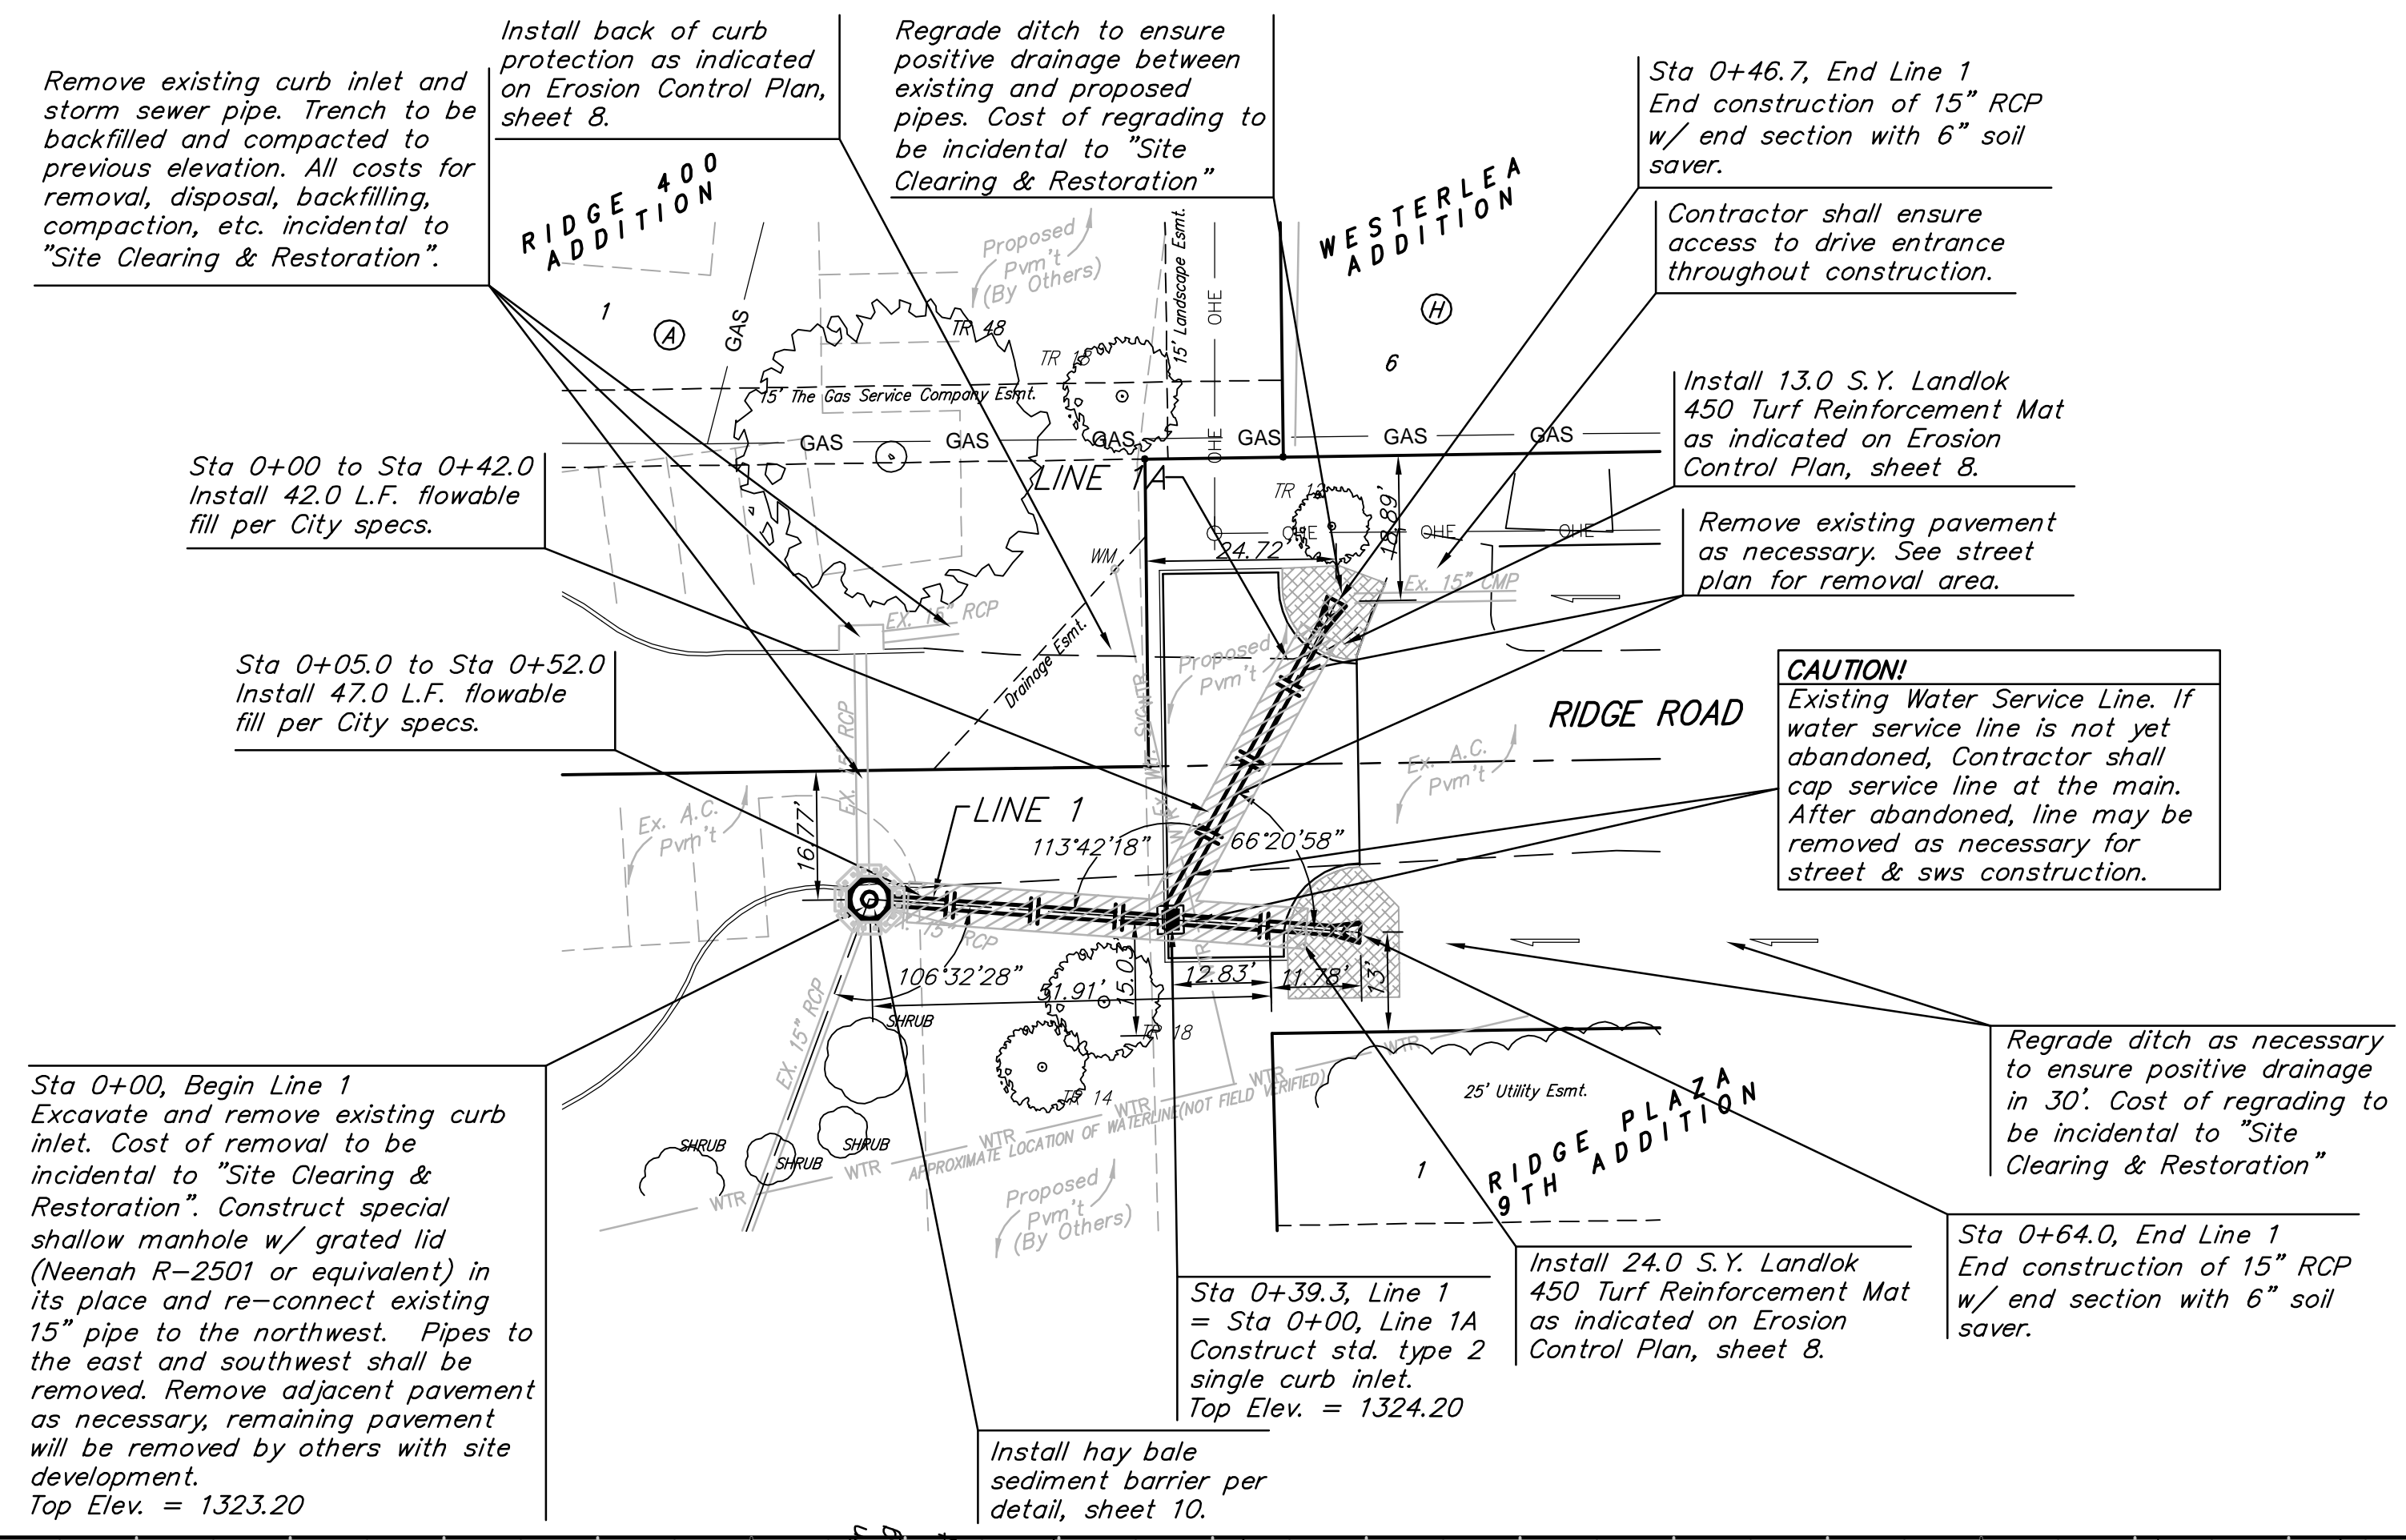 Remove existing curb inlet and
storm sewer pipe. Trench to be
backfilled and compacted to
previous elevation. All costs for
removal, disposal, backfilling,
compaction, etc. incidental to
"Site Clearing & Restoration".
Install back of curb
protection as indicated
on Erosion Control Plan,
sheet 8.
Regrade ditch to ensure
positive drainage between
existing and proposed
pipes. Cost of regrading to
be incidental to "Site
Clearing & Restoration"
Sta 0+46.7, End Line 1
End construction of 15" RCP
w/ end section with 6" soil
saver.
Contractor shall ensure
access to drive entrance
throughout construction.
Install 13.0 S.Y. Landlok
450 Turf Reinforcement Mat
as indicated on Erosion
Control Plan, sheet 8.
Remove existing pavement
as necessary. See street
plan for removal area.
RIDGE 400
ADDITION
1
A
GAS
Proposed
Pvm't
(By Others)
15' Landscape Esmt.
OHE
WESTERLEA
ADDITION
H
6
TR 48
TR 18
15' The Gas Service Company Esmt.
GAS
GAS
GAS
GAS
GAS
GAS
OHE
LINE 1A
TR 12
18.89'
OHE
OHE
OHE
24.72'
WM
Ex. 15" CMP
EX. 15" RCP
Sta 0+00 to Sta 0+42.0
Install 42.0 L.F. flowable
fill per City specs.
Sta 0+05.0 to Sta 0+52.0
Install 47.0 L.F. flowable
fill per City specs.
Drainage Esmt.
Proposed
Pvm't
RIDGE ROAD
EX. 15" RCP
Ex. A.C.
Pvm't
CAUTION!
Existing Water Service Line. If
water service line is not yet
abandoned, Contractor shall
cap service line at the main.
After abandoned, line may be
removed as necessary for
street & sws construction.
Ex. A.C.
Pvm't
16.77'
LINE 1
113°42'18"
66°20'58"
15" RCP
106°32'28"
51.91'
15.03'
12.83'
11.78'
13'
EX. 15" RCP
SHRUB
TR 18
TR 14
SHRUB
SHRUB
SHRUB
WTR
WTR
WTR
WTR
WTR
WTR
WTR
APPROXIMATE LOCATION OF WATERLINE(NOT FIELD VERIFIED)
25' Utility Esmt.
1
RIDGE PLAZA
9TH ADDITION
Proposed
Pvm't
(By Others)
Regrade ditch as necessary
to ensure positive drainage
in 30'. Cost of regrading to
be incidental to "Site
Clearing & Restoration"
Sta 0+00, Begin Line 1
Excavate and remove existing curb
inlet. Cost of removal to be
incidental to "Site Clearing &
Restoration". Construct special
shallow manhole w/ grated lid
(Neenah R-2501 or equivalent) in
its place and re-connect existing
15" pipe to the northwest. Pipes to
the east and southwest shall be
removed. Remove adjacent pavement
as necessary, remaining pavement
will be removed by others with site
development.
Top Elev. = 1323.20
Install hay bale
sediment barrier per
detail, sheet 10.
Sta 0+39.3, Line 1
= Sta 0+00, Line 1A
Construct std. type 2
single curb inlet.
Top Elev. = 1324.20
Install 24.0 S.Y. Landlok
450 Turf Reinforcement Mat
as indicated on Erosion
Control Plan, sheet 8.
Sta 0+64.0, End Line 1
End construction of 15" RCP
w/ end section with 6" soil
saver.